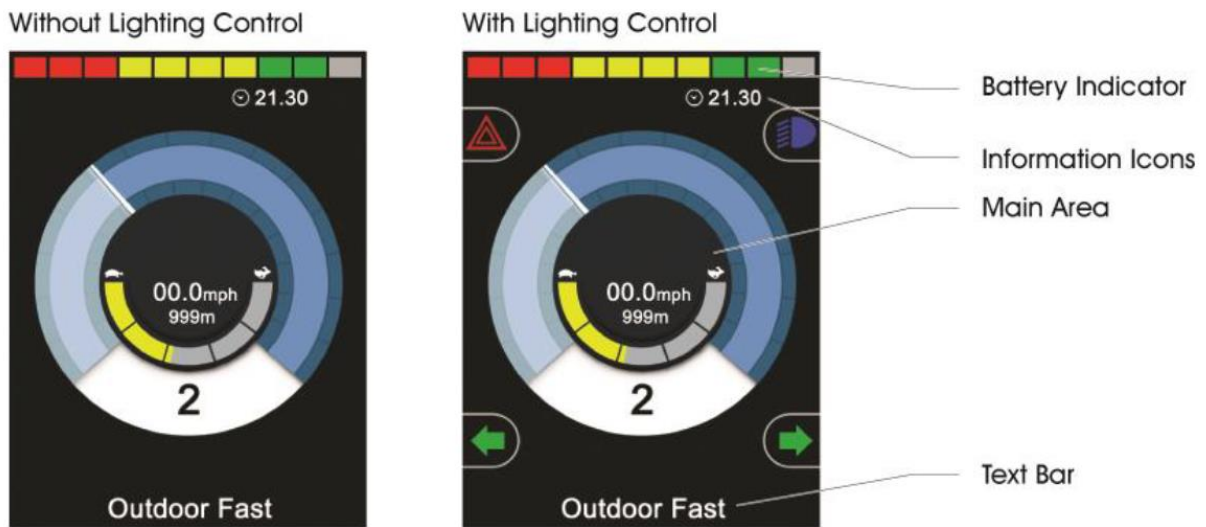 Without Lighting Control
With Lighting Control
21.30
21.30
Battery Indicator
Information Icons
Main Area
00.0mph
999m
2
00.0mph
999m
2
Text Bar
Outdoor Fast
Outdoor Fast